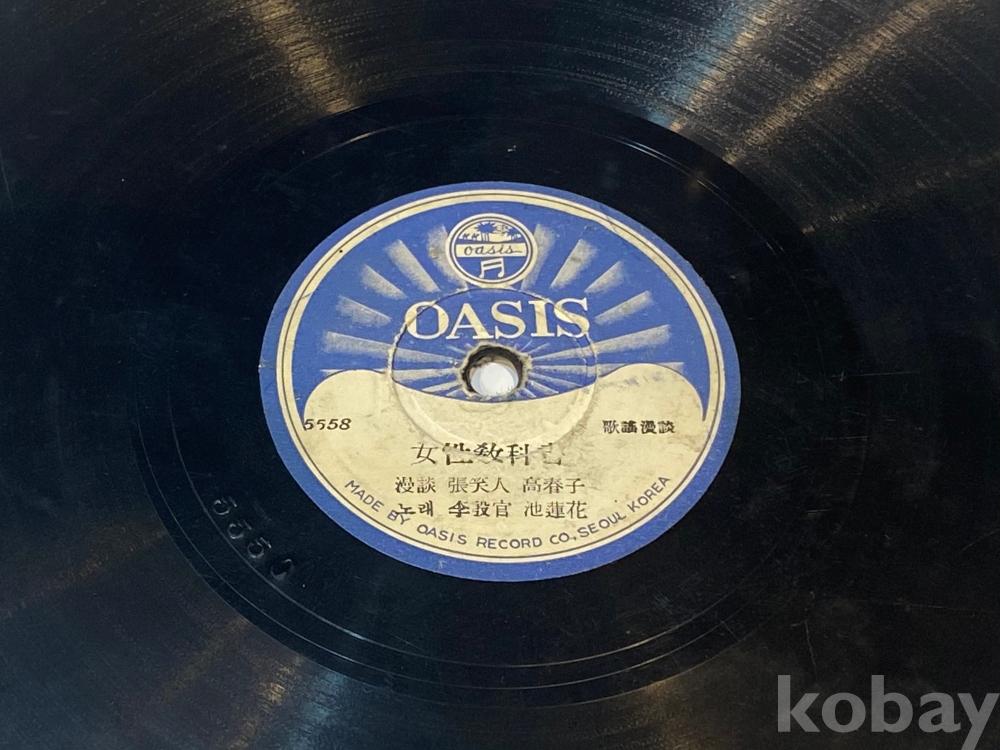 oasis
OASIS
5558
歌謠漫談
女性敎科書
漫談 張笑人 高春子
노래 李設官 池蓮花
MADE BY OASIS RECORD CO., SEOUL KOREA
kobay